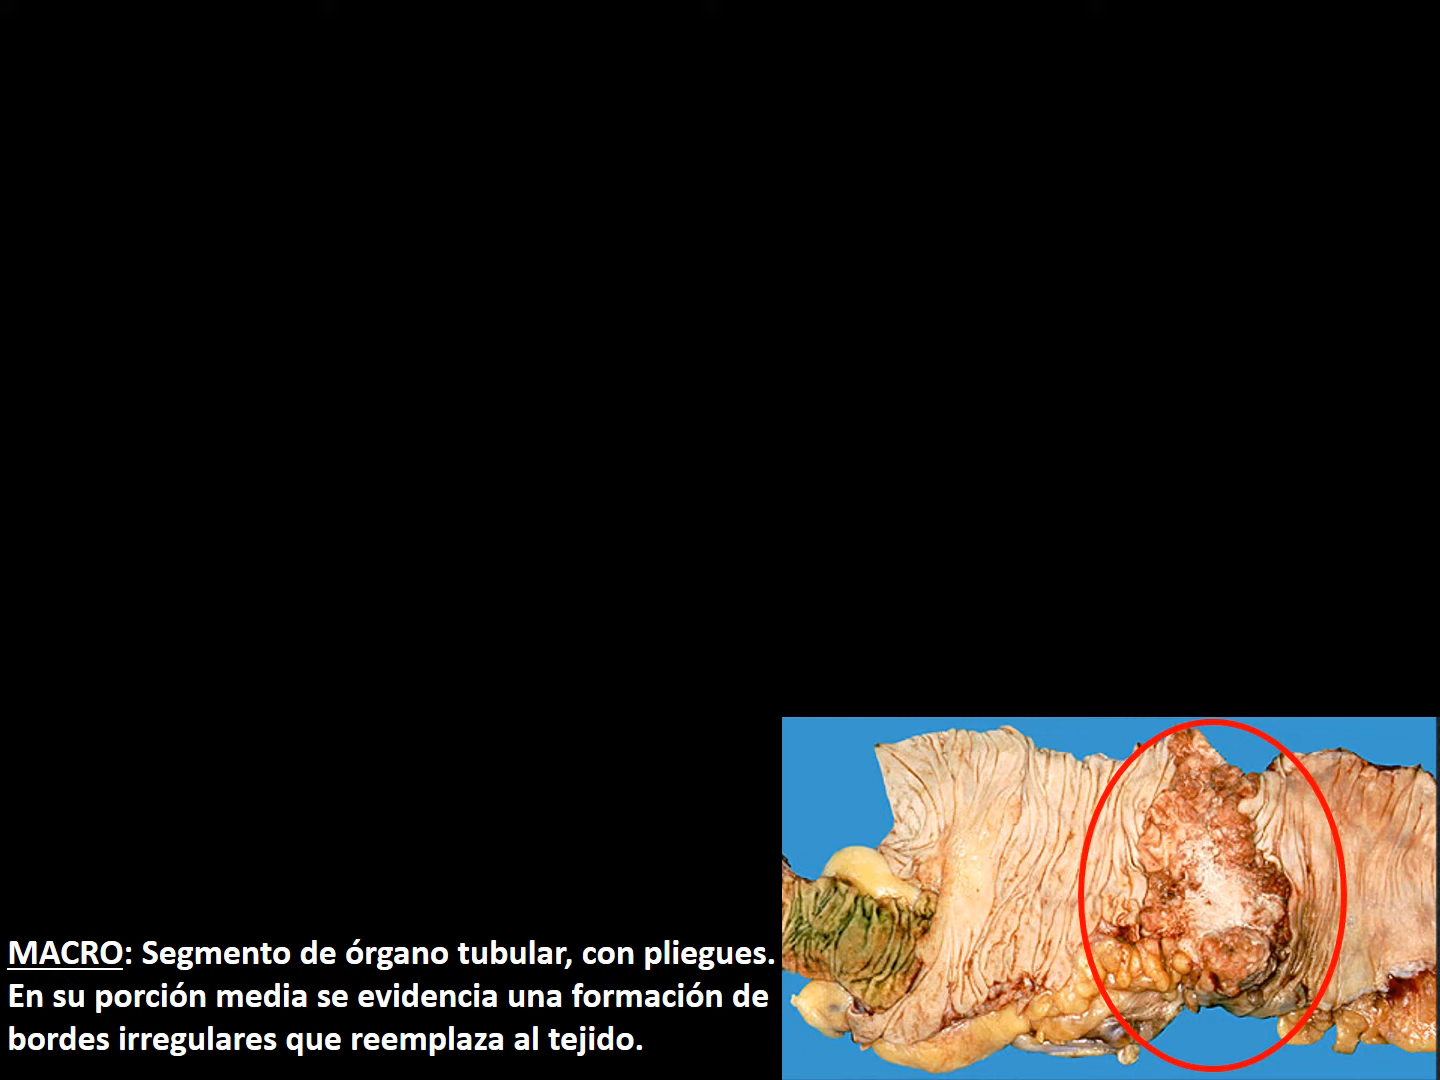 MACRO: Segmento de órgano tubular, con pliegues.
En su porción media se evidencia una formación de
bordes irregulares que reemplaza al tejido.